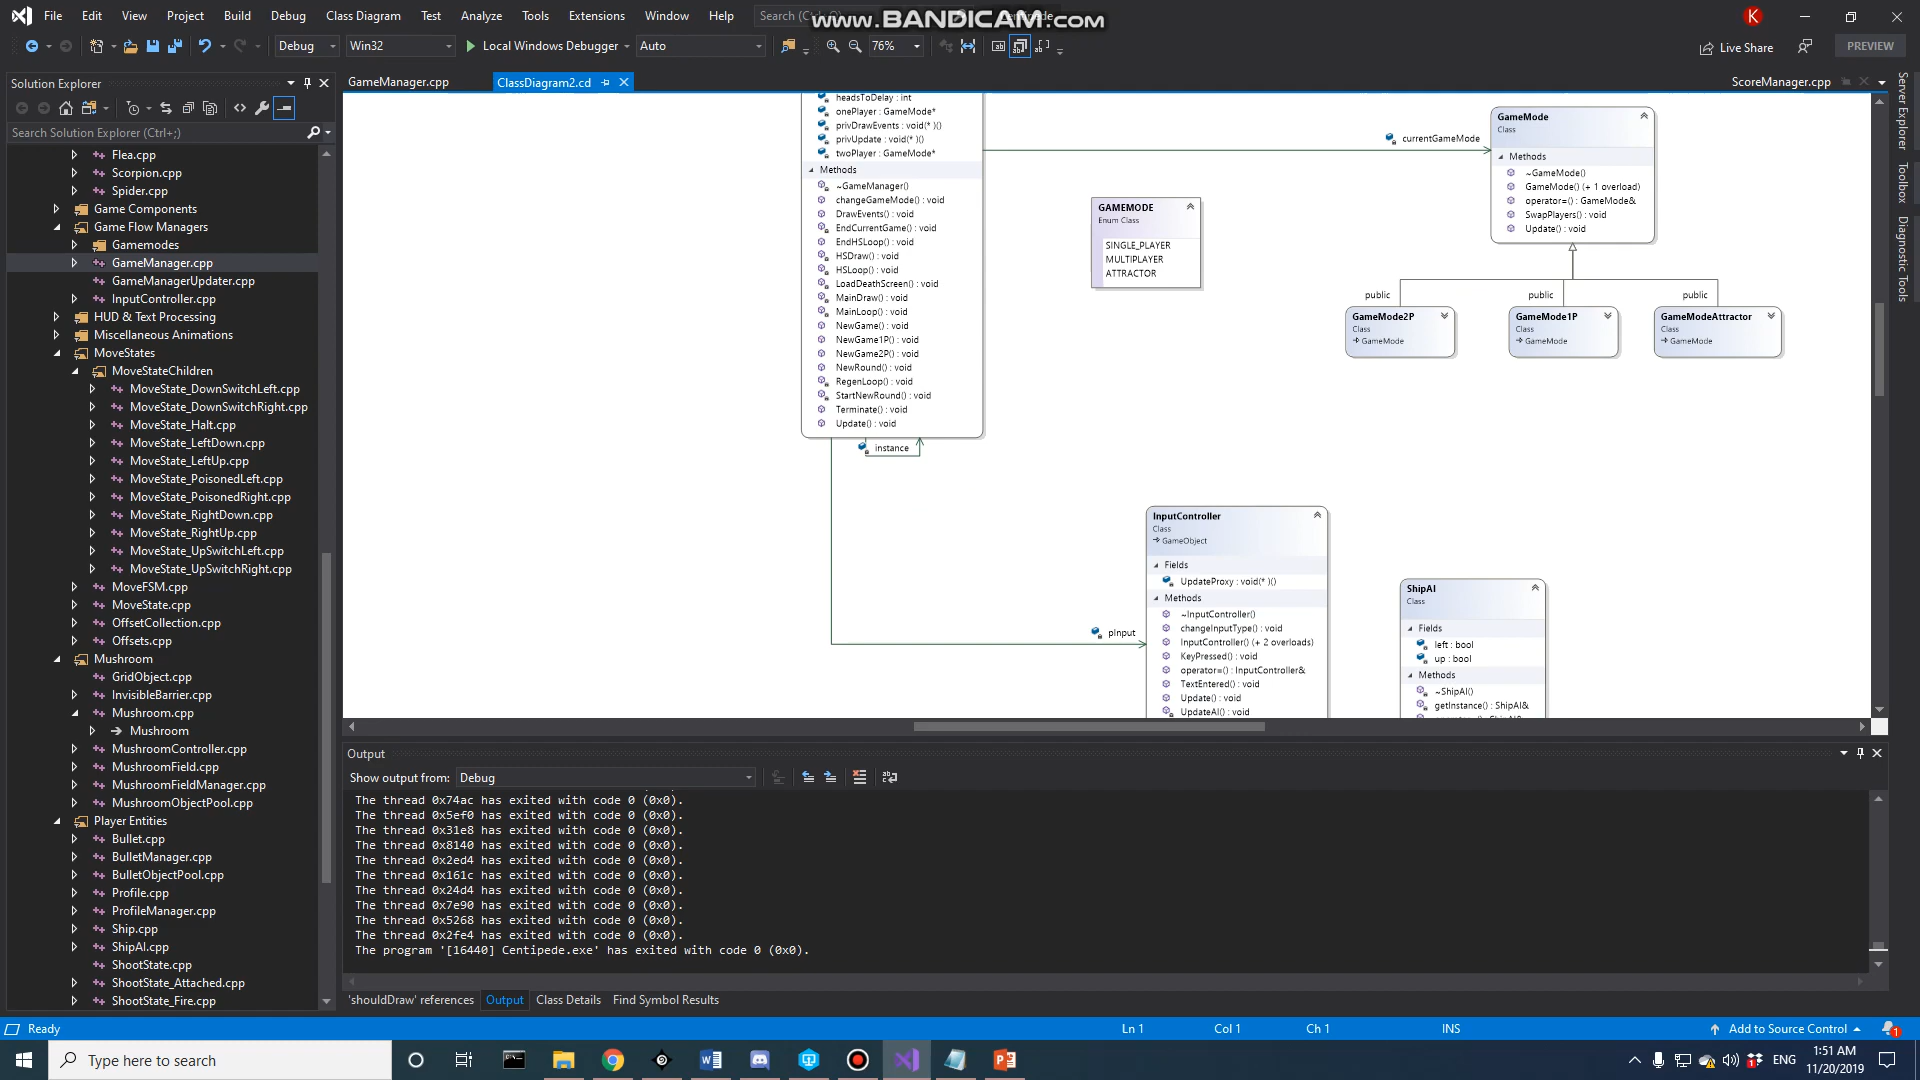 File Edit View Project Build Debug Class Diagram Test Analyze Tools Extensions Window Help
www.BANDICAM.com
K
Debug Win32 Local Windows Debugger Auto 76% Live Share PREVIEW
Solution Explorer
Search Solution Explorer (Ctrl+;)
Flea.cpp
Scorpion.cpp
Spider.cpp
Game Components
Game Flow Managers
Gamemodes
GameManager.cpp
GameManagerUpdater.cpp
InputController.cpp
HUD & Text Processing
Miscellaneous Animations
MoveStates
MoveStateChildren
MoveState_DownSwitchLeft.cpp
MoveState_DownSwitchRight.cpp
MoveState_Halt.cpp
MoveState_LeftDown.cpp
MoveState_LeftUp.cpp
MoveState_PoisonedLeft.cpp
MoveState_PoisonedRight.cpp
MoveState_RightDown.cpp
MoveState_RightUp.cpp
MoveState_UpSwitchLeft.cpp
MoveState_UpSwitchRight.cpp
MoveFSM.cpp
MoveState.cpp
OffsetCollection.cpp
Offsets.cpp
Mushroom
GridObject.cpp
InvisibleBarrier.cpp
Mushroom.cpp
Mushroom
MushroomController.cpp
MushroomField.cpp
MushroomFieldManager.cpp
MushroomObjectPool.cpp
Player Entities
Bullet.cpp
BulletManager.cpp
BulletObjectPool.cpp
Profile.cpp
ProfileManager.cpp
Ship.cpp
ShipAI.cpp
ShootState.cpp
ShootState_Attached.cpp
ShootState_Fire.cpp
GameManager.cpp ClassDiagram2.cd ScoreManager.cpp
headsToDelay : int
onePlayer : GameMode*
privDrawEvents : void(* )()
privUpdate : void(* )()
twoPlayer : GameMode*
Methods
~GameManager()
changeGameMode() : void
DrawEvents() : void
EndCurrentGame() : void
EndHSLoop() : void
HSDraw() : void
HSLoop() : void
LoadDeathScreen() : void
MainDraw() : void
MainLoop() : void
NewGame() : void
NewGame1P() : void
NewGame2P() : void
NewRound() : void
RegenLoop() : void
StartNewRound() : void
Terminate() : void
Update() : void
instance
currentGameMode
GAMEMODE
Enum Class
SINGLE_PLAYER
MULTIPLAYER
ATTRACTOR
GameMode
Class
Methods
~GameMode()
GameMode() (+ 1 overload)
operator=() : GameMode&
SwapPlayers() : void
Update() : void
public public public
GameMode2P
Class
GameMode
GameMode1P
Class
GameMode
GameModeAttractor
Class
GameMode
pInput
InputController
Class
GameObject
Fields
UpdateProxy : void(* )()
Methods
~InputController()
changeInputType() : void
InputController() (+ 2 overloads)
KeyPressed() : void
operator=() : InputController&
TextEntered() : void
Update() : void
UpdateAI() : void
ShipAI
Class
Fields
left : bool
up : bool
Methods
~ShipAI()
getInstance() : ShipAI&
Server Explorer
Toolbox
Diagnostic Tools
Output
Show output from: Debug
The thread 0x74ac has exited with code 0 (0x0).
The thread 0x5ef0 has exited with code 0 (0x0).
The thread 0x31e8 has exited with code 0 (0x0).
The thread 0x8140 has exited with code 0 (0x0).
The thread 0x2ed4 has exited with code 0 (0x0).
The thread 0x161c has exited with code 0 (0x0).
The thread 0x24d4 has exited with code 0 (0x0).
The thread 0x7e90 has exited with code 0 (0x0).
The thread 0x5268 has exited with code 0 (0x0).
The thread 0x2fe4 has exited with code 0 (0x0).
The program '[16440] Centipede.exe' has exited with code 0 (0x0).
'shouldDraw' references Output Class Details Find Symbol Results
Ready Ln 1 Col 1 Ch 1 INS Add to Source Control 1
Type here to search
ENG 1:51 AM
11/20/2019